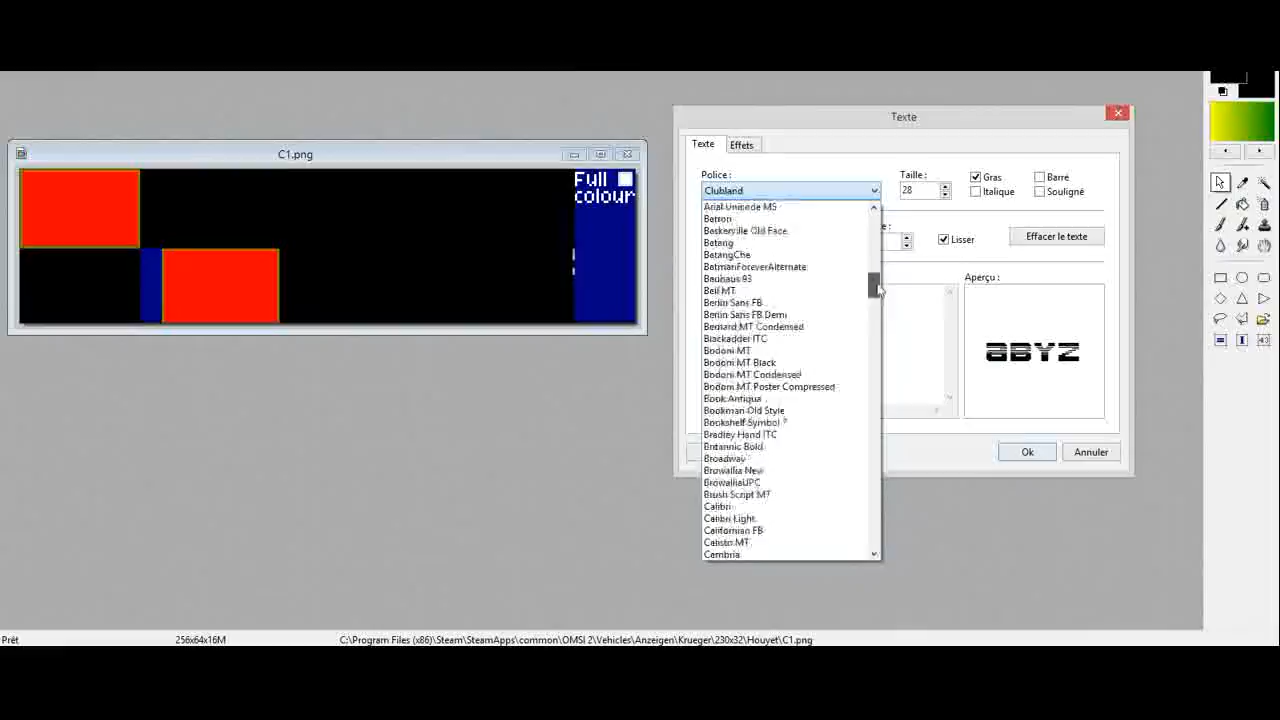 C1.png
Full
colour
Texte
Texte
Effets
Police :
Clubland
Taille :
28
Gras
Barré
Italique
Souligné
Arial Unicode MS
Batron
Baskerville Old Face
Batang
BatangChe
BatmanForeverAlternate
Bauhaus 93
Bell MT
Berlin Sans FB
Berlin Sans FB Demi
Bernard MT Condensed
Blackadder ITC
Bodoni MT
Bodoni MT Black
Bodoni MT Condensed
Bodoni MT Poster Compressed
Book Antiqua
Bookman Old Style
Bookshelf Symbol 7
Bradley Hand ITC
Britannic Bold
Broadway
Browallia New
BrowalliaUPC
Brush Script MT
Calibri
Calibri Light
Californian FB
Calisto MT
Cambria
e :
Lisser
Effacer le texte
Aperçu :
aBYZ
Ok
Annuler
Prêt
256x64x16M
C:\Program Files (x86)\Steam\SteamApps\common\OMSI 2\Vehicles\Anzeigen\Krueger\230x32\Houyet\C1.png